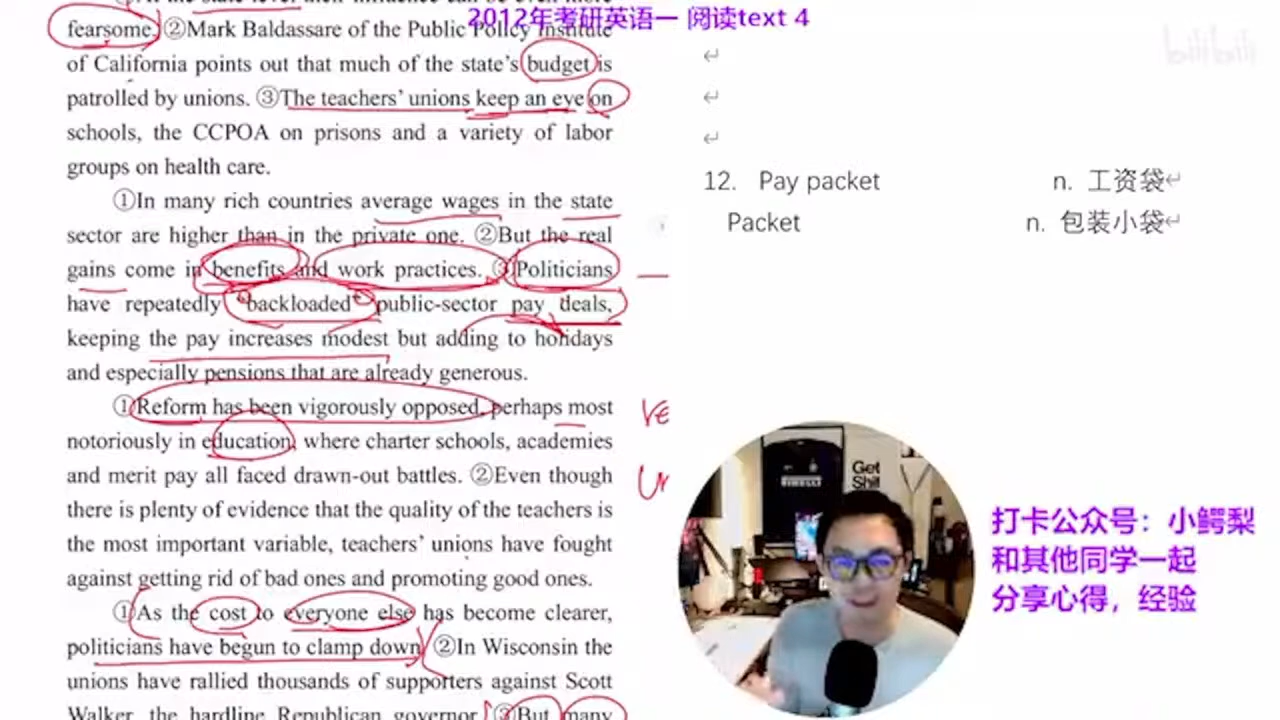 2012年考研英语一 阅读text 4
bilibili
fearsome. ②Mark Baldassare of the Public Policy Institute
of California points out that much of the state's budget is
patrolled by unions. ③The teachers' unions keep an eye on
schools, the CCPOA on prisons and a variety of labor
groups on health care.
①In many rich countries average wages in the state
sector are higher than in the private one. ②But the real
gains come in benefits and work practices. ③Politicians
have repeatedly "backloaded" public-sector pay deals,
keeping the pay increases modest but adding to holidays
and especially pensions that are already generous.
①Reform has been vigorously opposed, perhaps most
notoriously in education, where charter schools, academies
and merit pay all faced drawn-out battles. ②Even though
there is plenty of evidence that the quality of the teachers is
the most important variable, teachers' unions have fought
against getting rid of bad ones and promoting good ones.
①As the cost to everyone else has become clearer,
politicians have begun to clamp down. ②In Wisconsin the
unions have rallied thousands of supporters against Scott
Walker, the hardline Republican governor. ③But many
12. Pay packet n. 工资袋
Packet n. 包装小袋
PIRELLI
Get
Shit
打卡公众号：小鳄梨
和其他同学一起
分享心得，经验